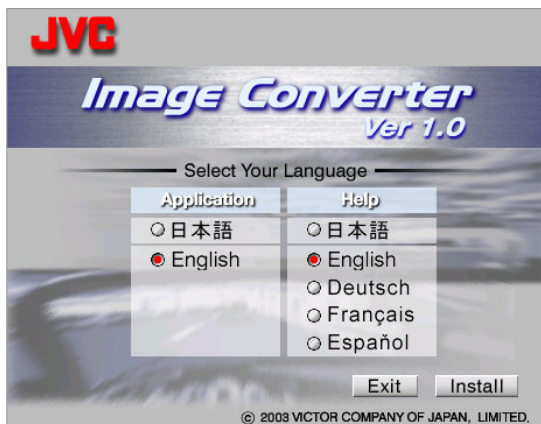 JVC
Image Converter
Ver 1.0
Select Your Language
Application
Help
日本語
日本語
English
English
Deutsch
Français
Español
Exit
Install
© 2003 VICTOR COMPANY OF JAPAN, LIMITED,